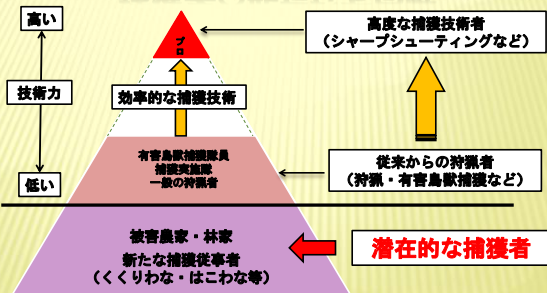 高い
技術力
低い
プロ
効率的な捕獲技術
有害鳥獣捕獲隊員
捕獲実施隊
一般の狩猟者
被害農家・林家
新たな捕獲従事者
（くくりわな・はこわな等）
高度な捕獲技術者
（シャープシューティングなど）
従来からの狩猟者
（狩猟・有害鳥獣捕獲など）
潜在的な捕獲者